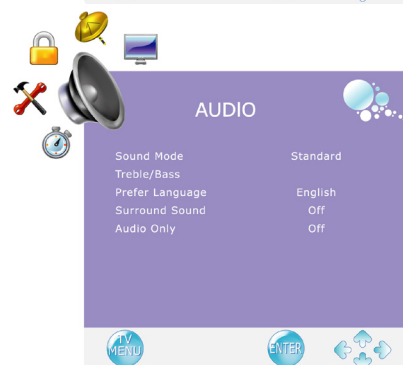 AUDIO
Sound Mode Standard
Treble/Bass
Prefer Language English
Surround Sound Off
Audio Only Off
TV
MENU
ENTER